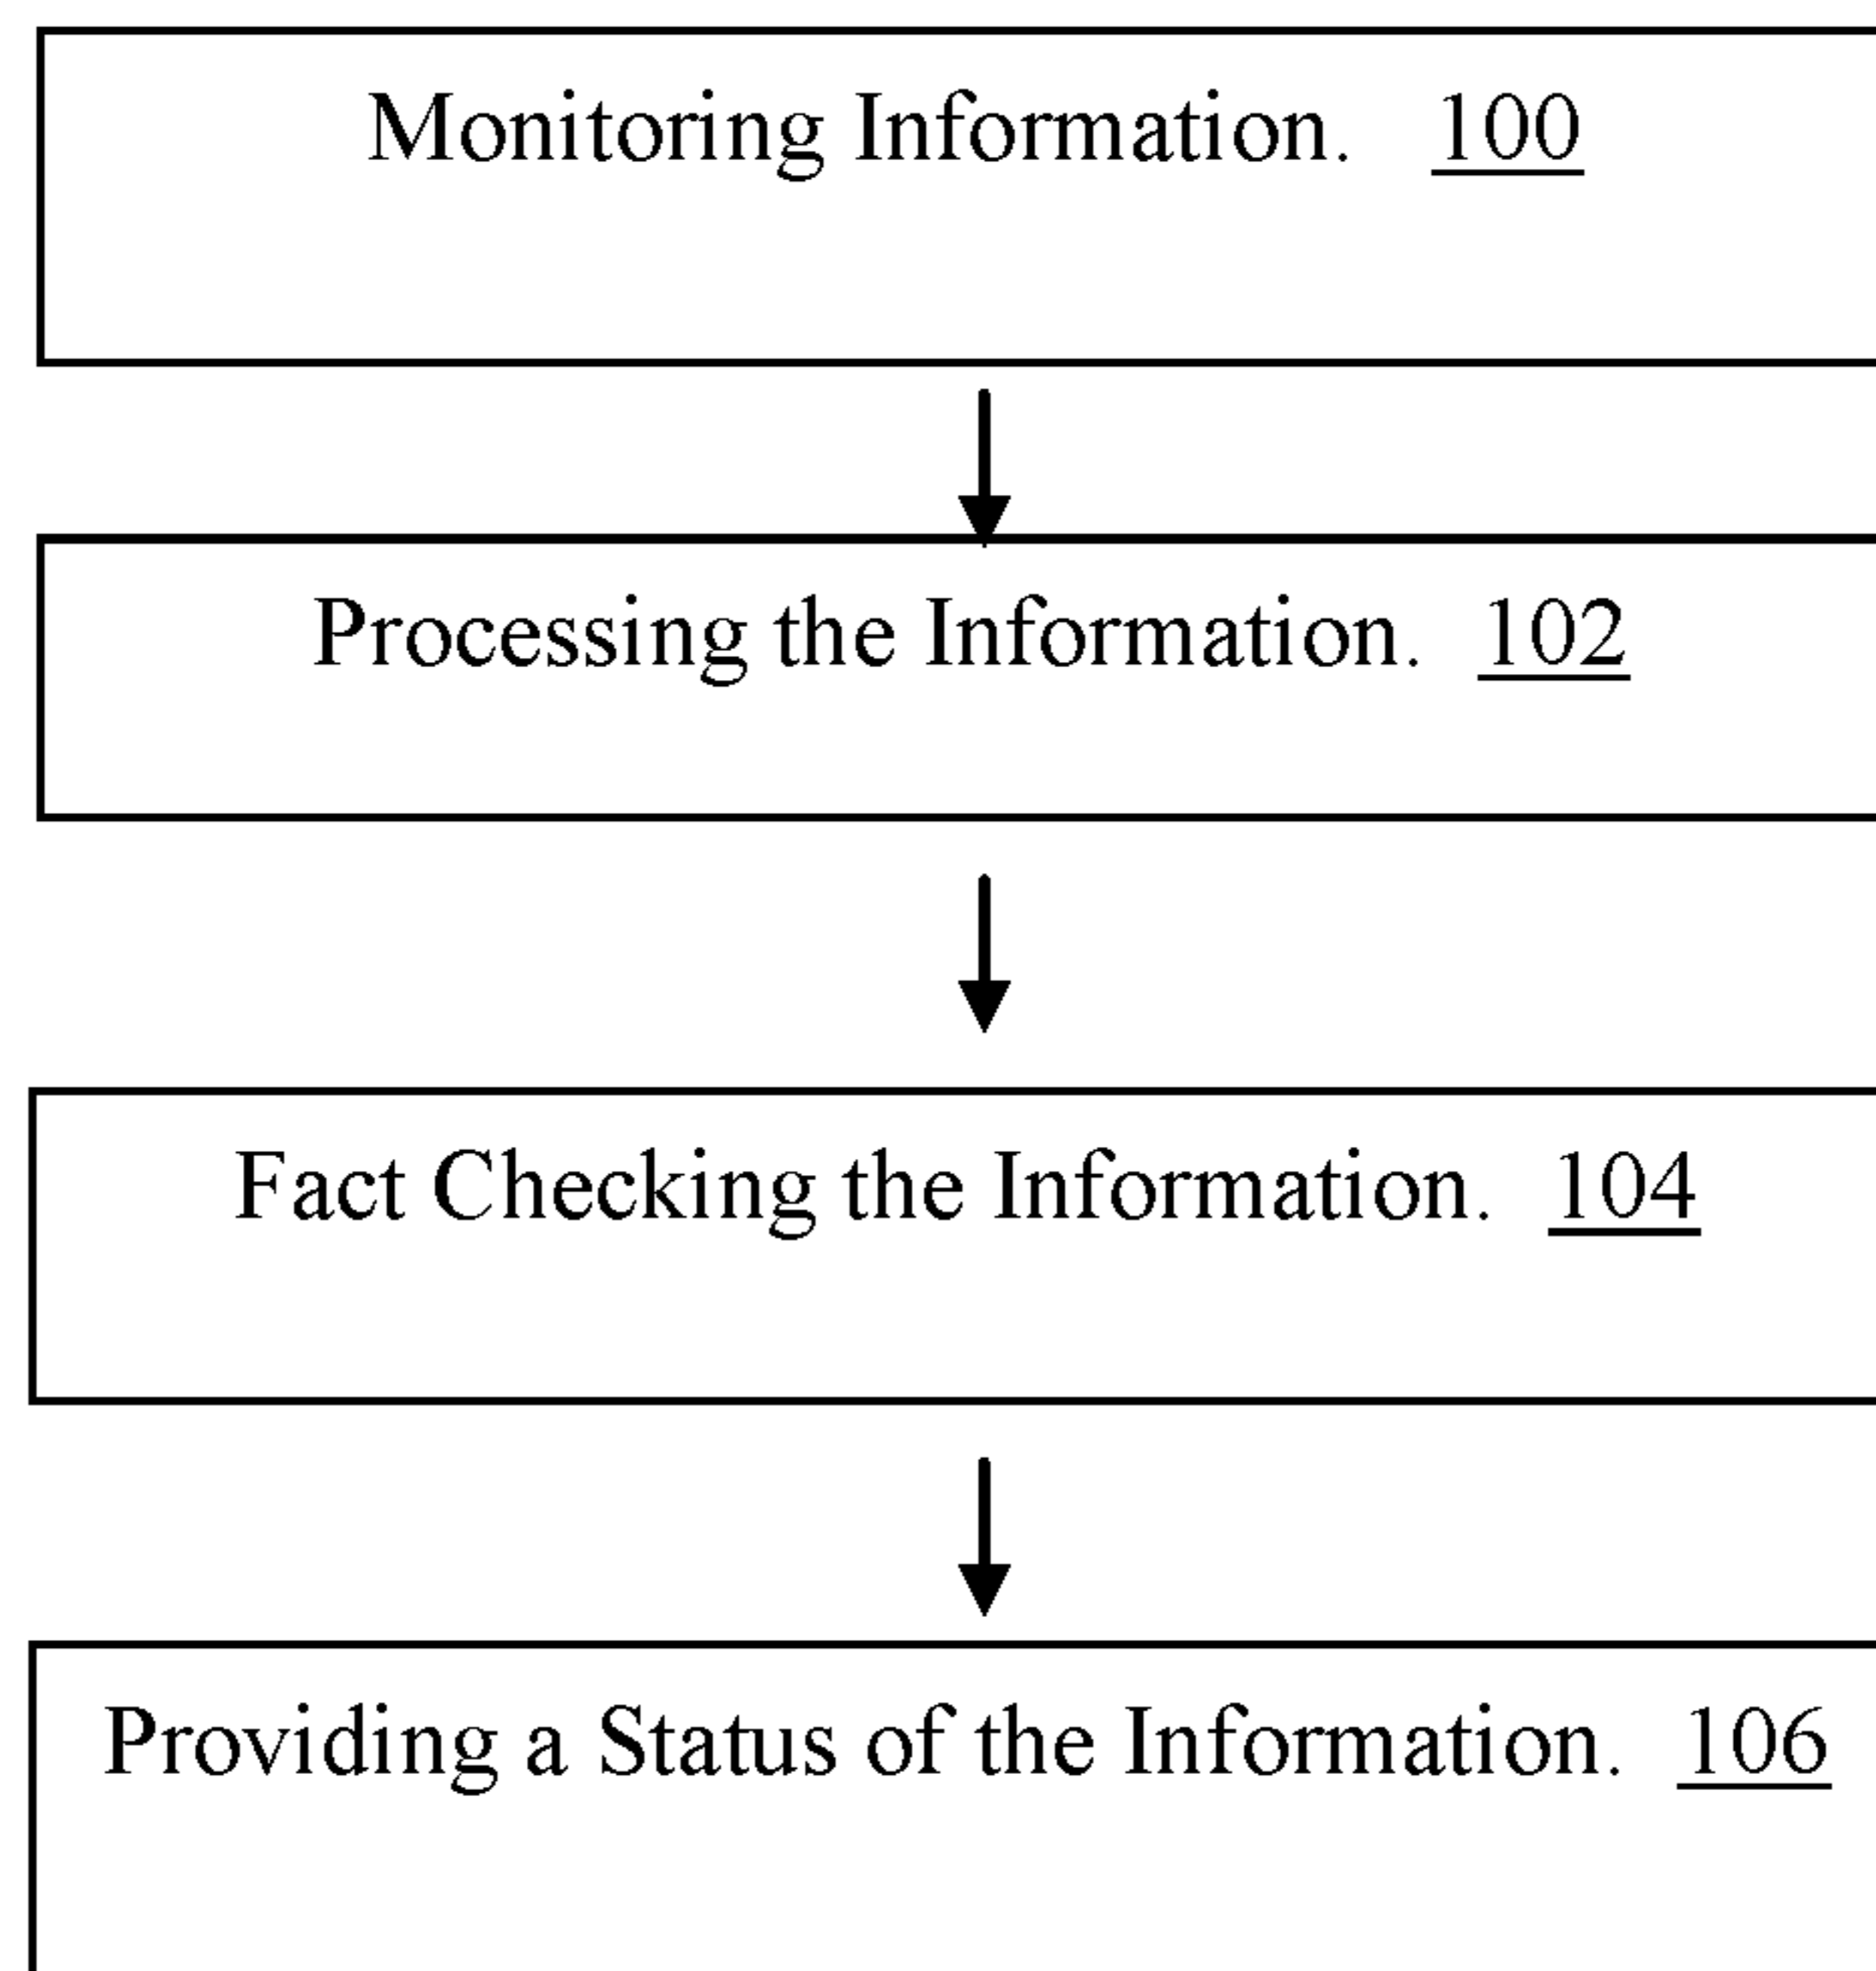 Monitoring Information. 100
Processing the Information. 102
Fact Checking the Information. 104
Providing a Status of the Information. 106